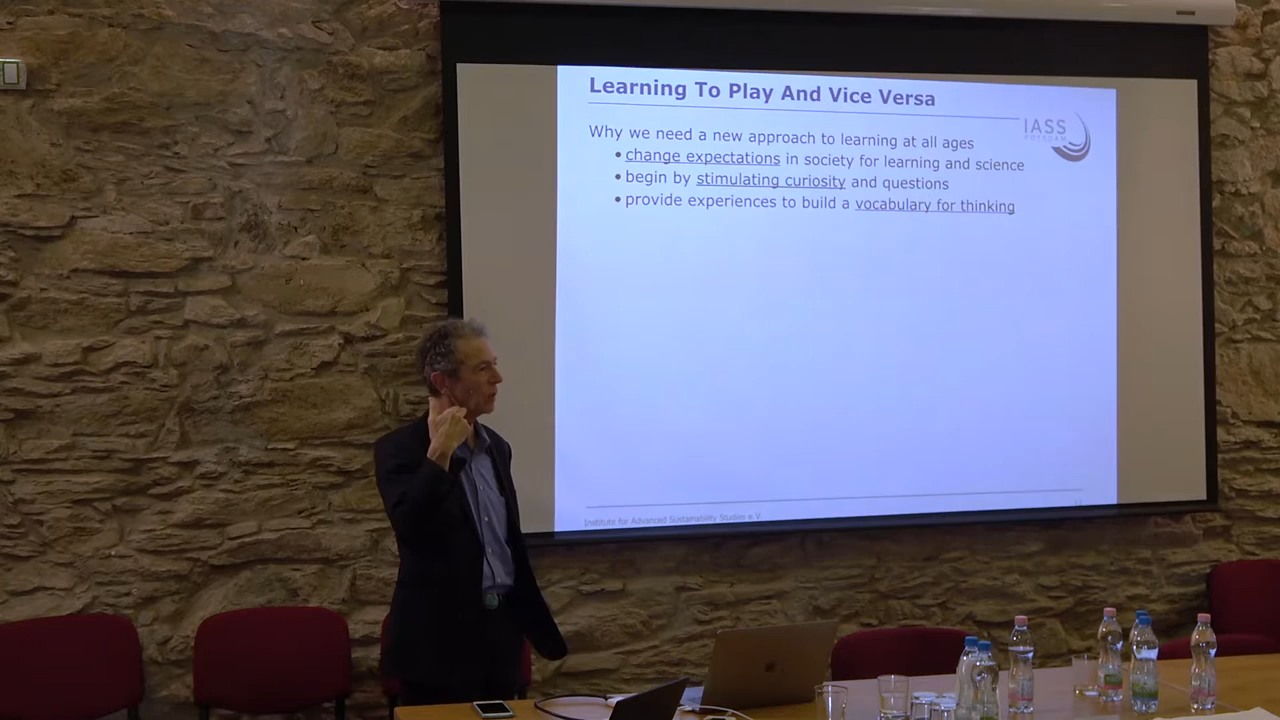 Learning To Play And Vice Versa
IASS
POTSDAM
Why we need a new approach to learning at all ages
• change expectations in society for learning and science
• begin by stimulating curiosity and questions
• provide experiences to build a vocabulary for thinking
Institute for Advanced Sustainability Studies e.V.